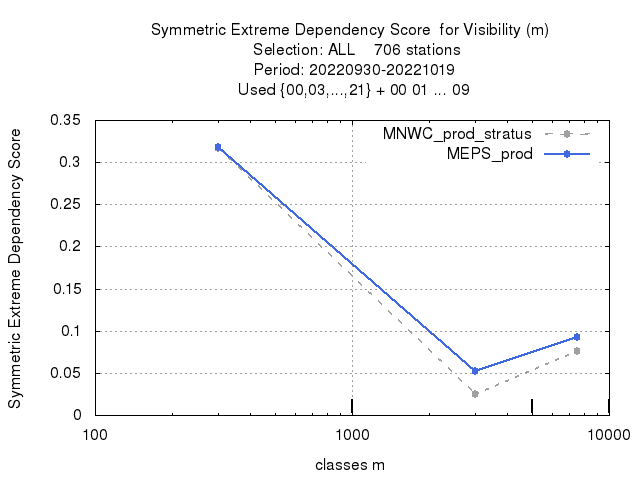 Symmetric Extreme Dependency Score  for Visibility (m)
Selection: ALL    706 stations
Period: 20220930-20221019
Used {00,03,...,21} + 00 01 ... 09
MNWC_prod_stratus
MEPS_prod
Symmetric Extreme Dependency Score
0.35
0.3
0.25
0.2
0.15
0.1
0.05
0
100
1000
10000
classes m